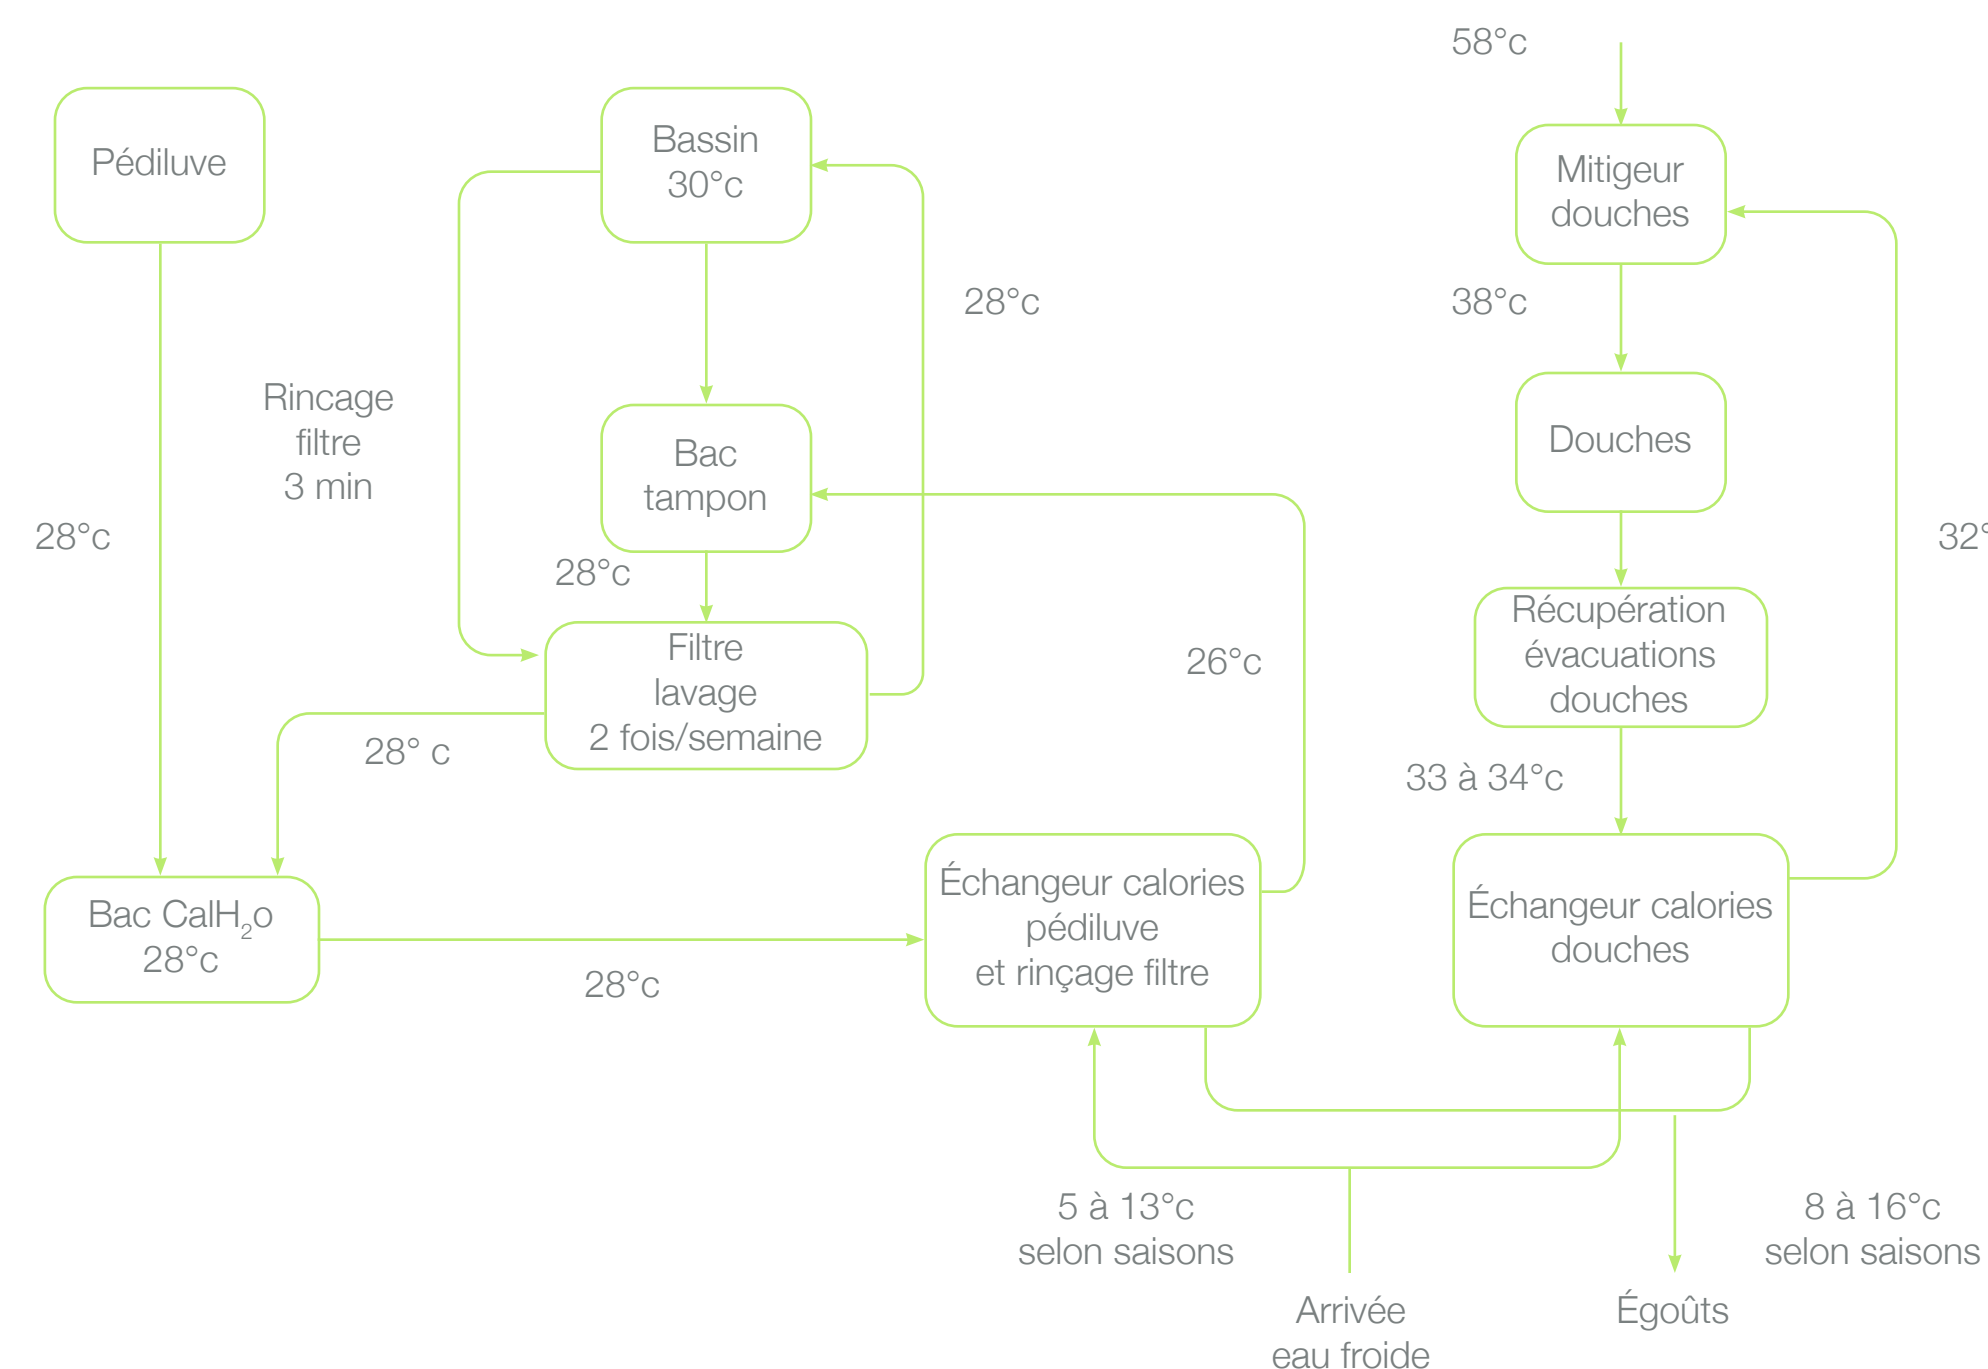 58°c
Pédiluve
Bassin
30°c
Mitigeur
douches
28°c
38°c
Rincage
filtre
3 min
Bac
tampon
Douches
28°c
28°c
32°
Récupération
évacuations
douches
Filtre
lavage
2 fois/semaine
26°c
28° c
33 à 34°c
Bac CalH₂o
28°c
28°c
Échangeur calories
pédiluve
et rinçage filtre
Échangeur calories
douches
5 à 13°c
selon saisons
8 à 16°c
selon saisons
Arrivée
eau froide
Égoûts